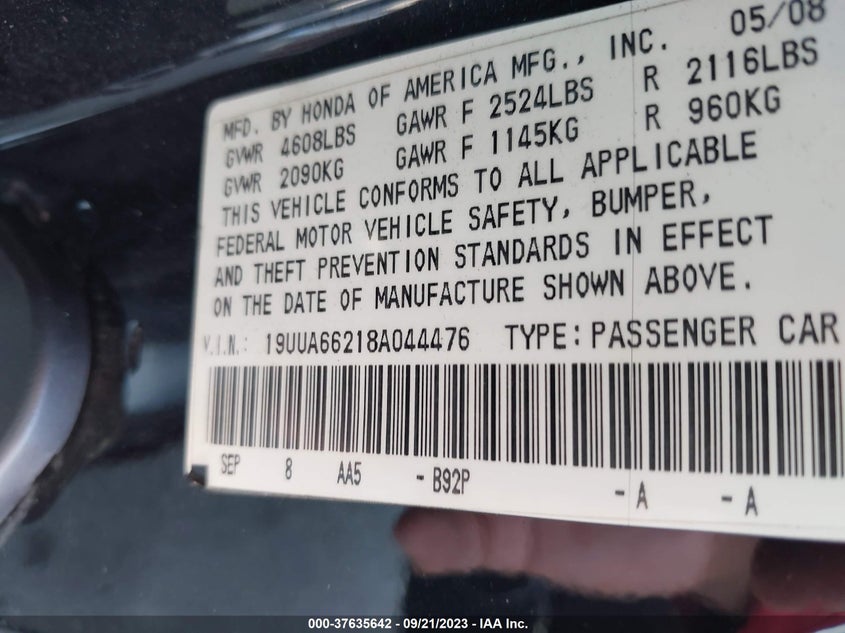 05/08
MFD. BY HONDA OF AMERICA MFG., INC.
GVWR 4608LBS GAWR F 2524LBS R 2116LBS
GVWR 2090KG GAWR F 1145KG R 960KG
THIS VEHICLE CONFORMS TO ALL APPLICABLE
FEDERAL MOTOR VEHICLE SAFETY, BUMPER,
AND THEFT PREVENTION STANDARDS IN EFFECT
ON THE DATE OF MANUFACTURE SHOWN ABOVE.
V.I.N.: 19UUA66218A044476 TYPE: PASSENGER CAR
SEP 8 AA5 - B92P - A - A
000-37635642 - 09/21/2023 - IAA Inc.